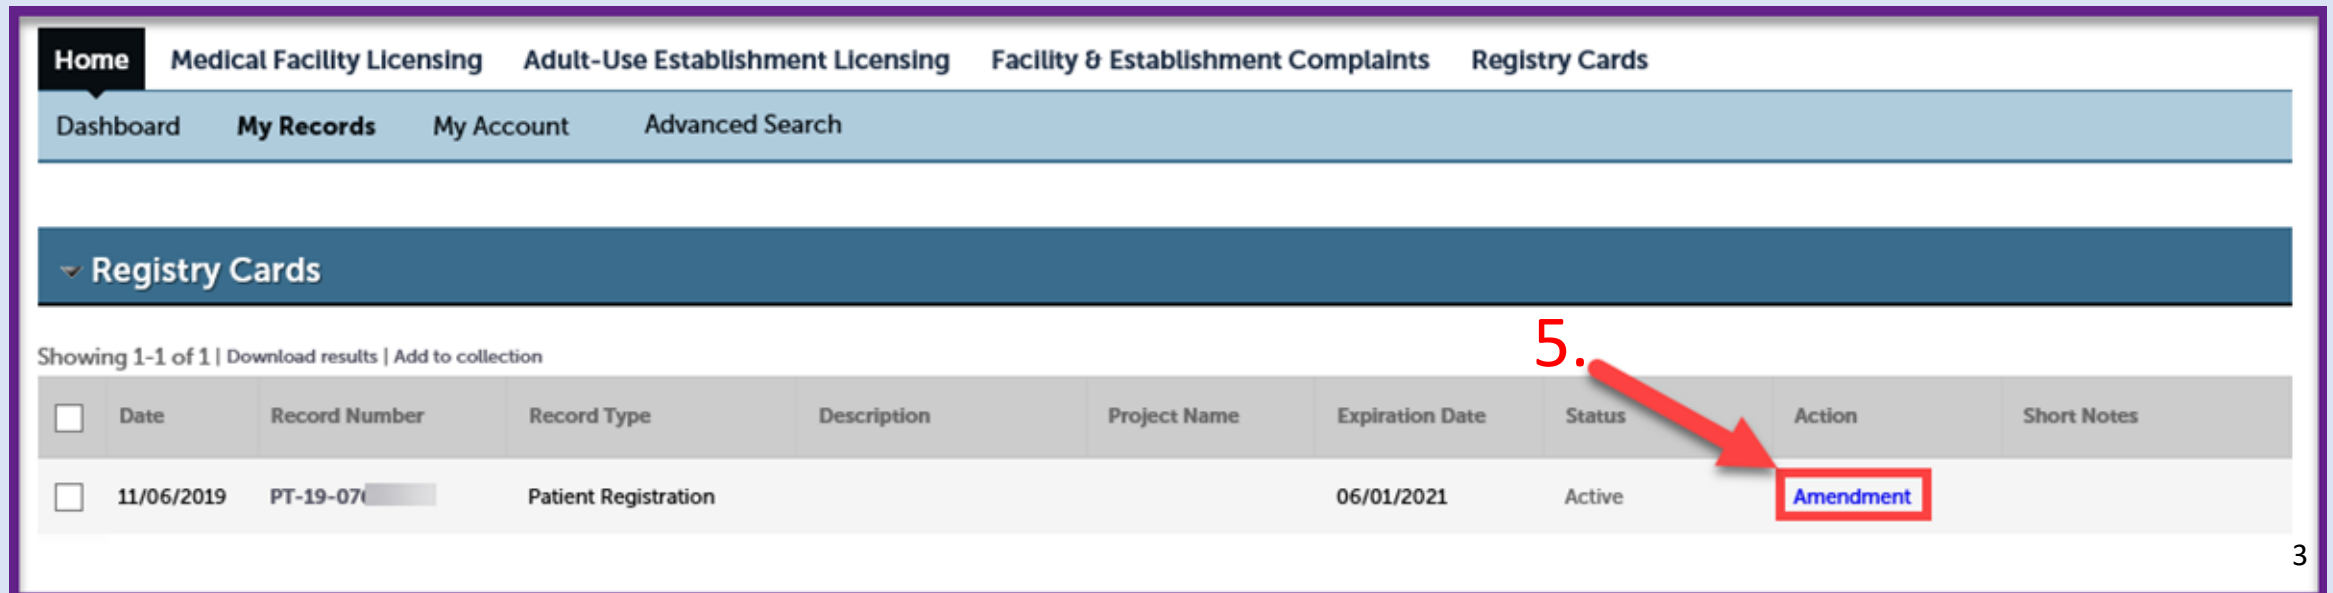 Home Medical Facility Licensing Adult-Use Establishment Licensing Facility & Establishment Complaints Registry Cards
Dashboard My Records My Account Advanced Search
Registry Cards
Showing 1-1 of 1 | Download results | Add to collection
5.
Date Record Number Record Type Description Project Name Expiration Date Status Action Short Notes
11/06/2019 PT-19-07 Patient Registration 06/01/2021 Active Amendment
3